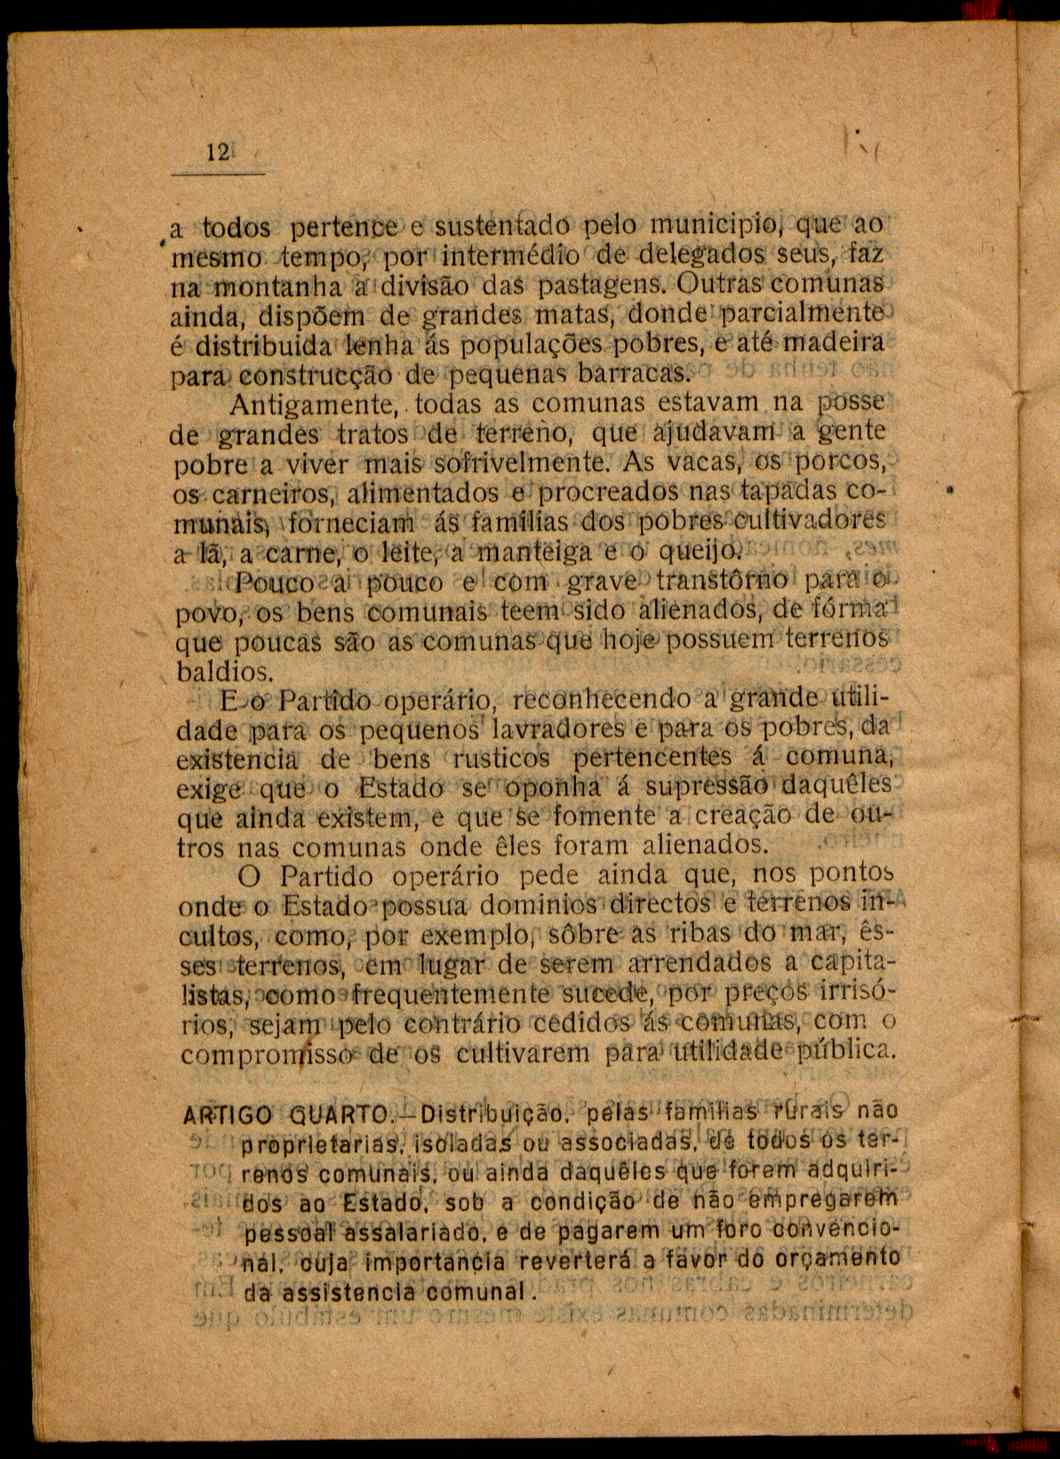 12
a todos pertence e sustentado pelo municipio, que ao
mesmo tempo, por intermédio de delegados seus, faz
na montanha a divisão das pastagens. Outras comunas
ainda, dispõem de grandes matas, donde parcialmente
é distribuida lenha ás populações pobres, e até madeira
para construcção de pequenas barracas.
Antigamente, todas as comunas estavam na posse
de grandes tratos de terreno, que ajudavam a gente
pobre a viver mais sofrivelmente. As vacas, os porcos,
os carneiros, alimentados e procreados nas tapadas co-
munais, forneciam ás famílias dos pobres cultivadores
a lã, a carne, o leite, a manteiga e o queijo.
Pouco a pouco e com grave transtôrno para o
povo, os bens comunais teem sido alienados, de fórma
que poucas são as comunas que hoje possuem terrenos
baldios.
E o Partido operário, reconhecendo a grande utili-
dade para os pequenos lavradores e para os pobres, da
existencia de bens rusticos pertencentes á comuna,
exige que o Estado se oponha á supressão daquêles
que ainda existem, e que se fomente a creação de ou-
tros nas comunas onde êles foram alienados.
O Partido operário pede ainda que, nos pontos
onde o Estado possua dominios directos e terrenos in-
cultos, como, por exemplo, sôbre as ribas do mar, ês-
ses terrenos, em lugar de serem arrendados a capita-
listas, como frequentemente sucede, por preços irrisó-
rios, sejam pelo contrário cedidos ás comunas, com o
compromisso de os cultivarem para utilidade pública.
ARTIGO QUARTO.—Distribuição, pelas famílias rurais não
proprietarias, isoladas ou associadas, de todos os ter-
renos comunais, ou ainda daquêles que forem adquiri-
dos ao Estado, sob a condição de não empregarem
pessoal assalariado, e de pagarem um foro convencio-
nal, cuja importancia reverterá a favor do orçamento
da assistencia comunal.